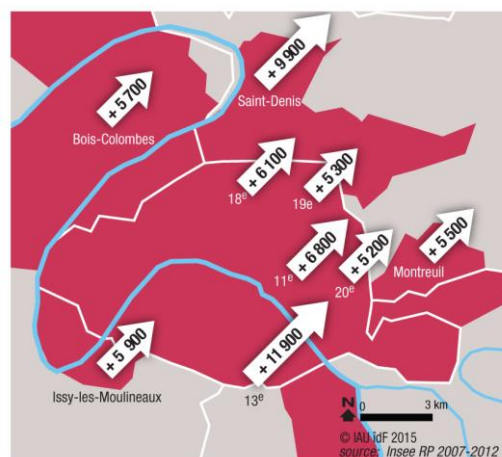 + 9 900
Saint-Denis
+ 5 700
Bois-Colombes
+ 6 100
18e
+ 5 300
19e
+ 6 800
11e
+ 5 200
20e
+ 5 500
Montreuil
+ 5 900
Issy-les-Moulineaux
+ 11 900
13e
N
0 3 km
© IAU îdF 2015
source: Insee RP 2007-2012